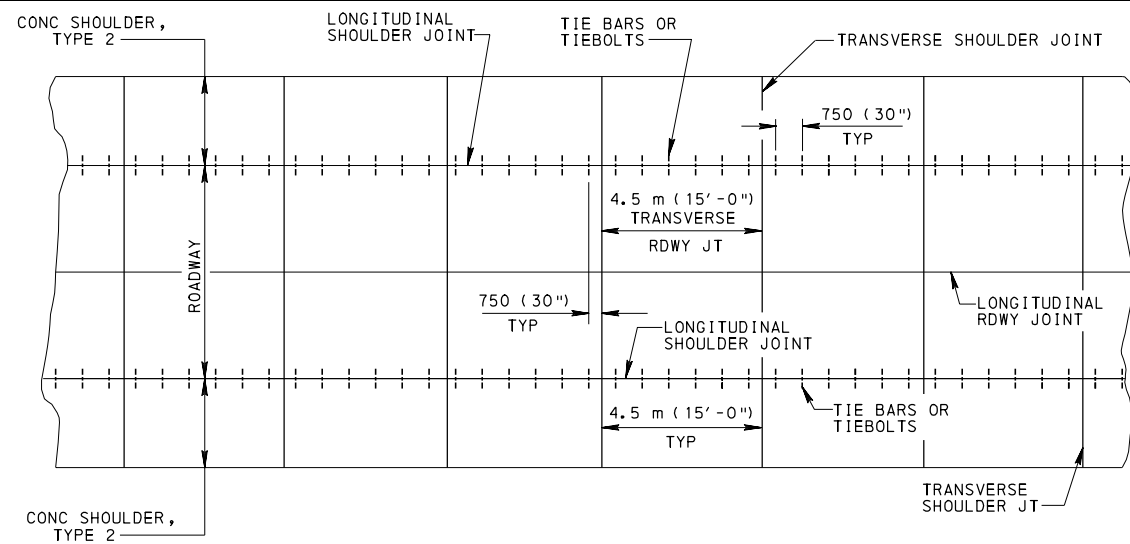 CONC SHOULDER,
TYPE 2
LONGITUDINAL
SHOULDER JOINT
TIE BARS OR
TIEBOLTS
TRANSVERSE SHOULDER JOINT
750 (30")
TYP
4.5 m (15'-0")
TRANSVERSE
RDWY JT
ROADWAY
750 (30")
TYP
LONGITUDINAL
SHOULDER JOINT
LONGITUDINAL
RDWY JOINT
4.5 m (15'-0")
TYP
TIE BARS OR
TIEBOLTS
TRANSVERSE
SHOULDER JT
CONC SHOULDER,
TYPE 2